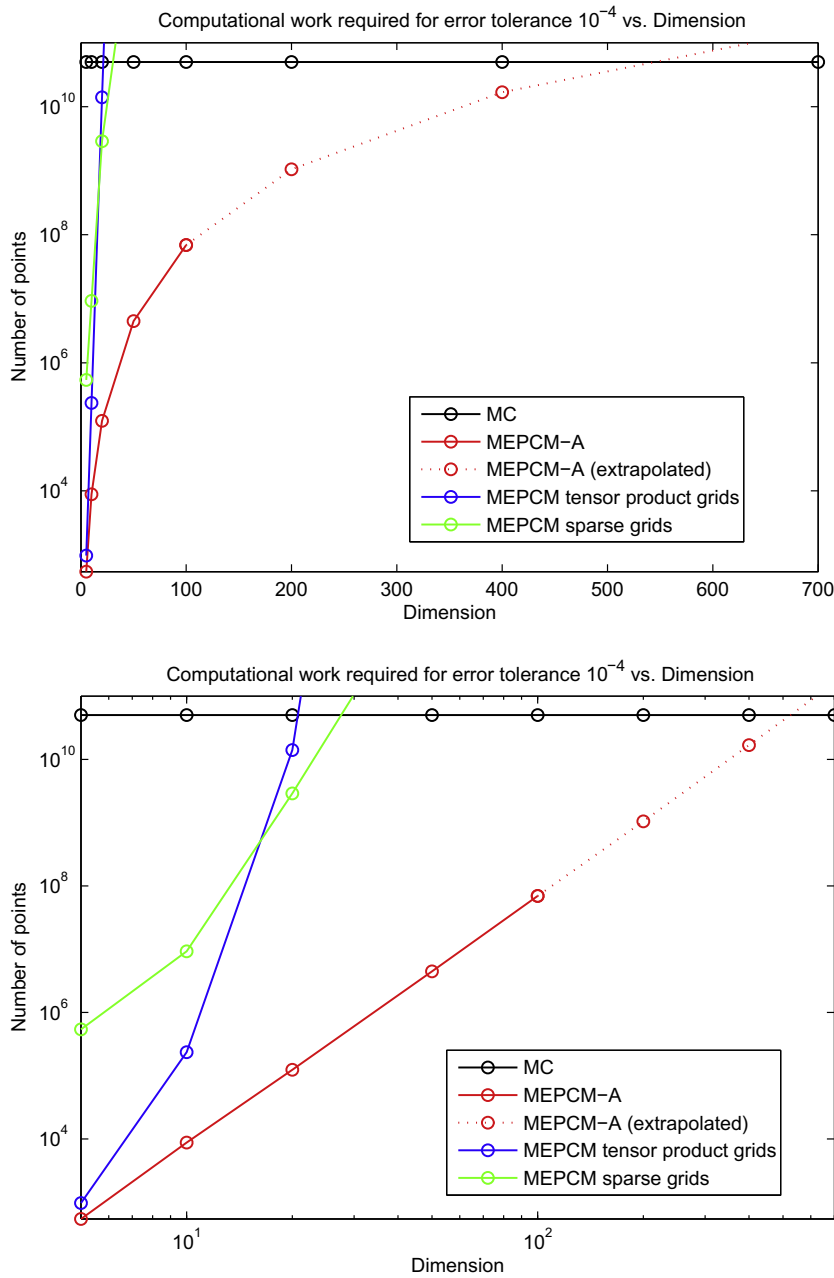 Computational work required for error tolerance 10−4 vs. Dimension
Number of points
10^10
10^8
10^6
10^4
MC
MEPCM−A
MEPCM−A (extrapolated)
MEPCM tensor product grids
MEPCM sparse grids
0 100 200 300 400 500 600 700
Dimension
Computational work required for error tolerance 10−4 vs. Dimension
Number of points
10^10
10^8
10^6
10^4
MC
MEPCM−A
MEPCM−A (extrapolated)
MEPCM tensor product grids
MEPCM sparse grids
10^1 10^2
Dimension